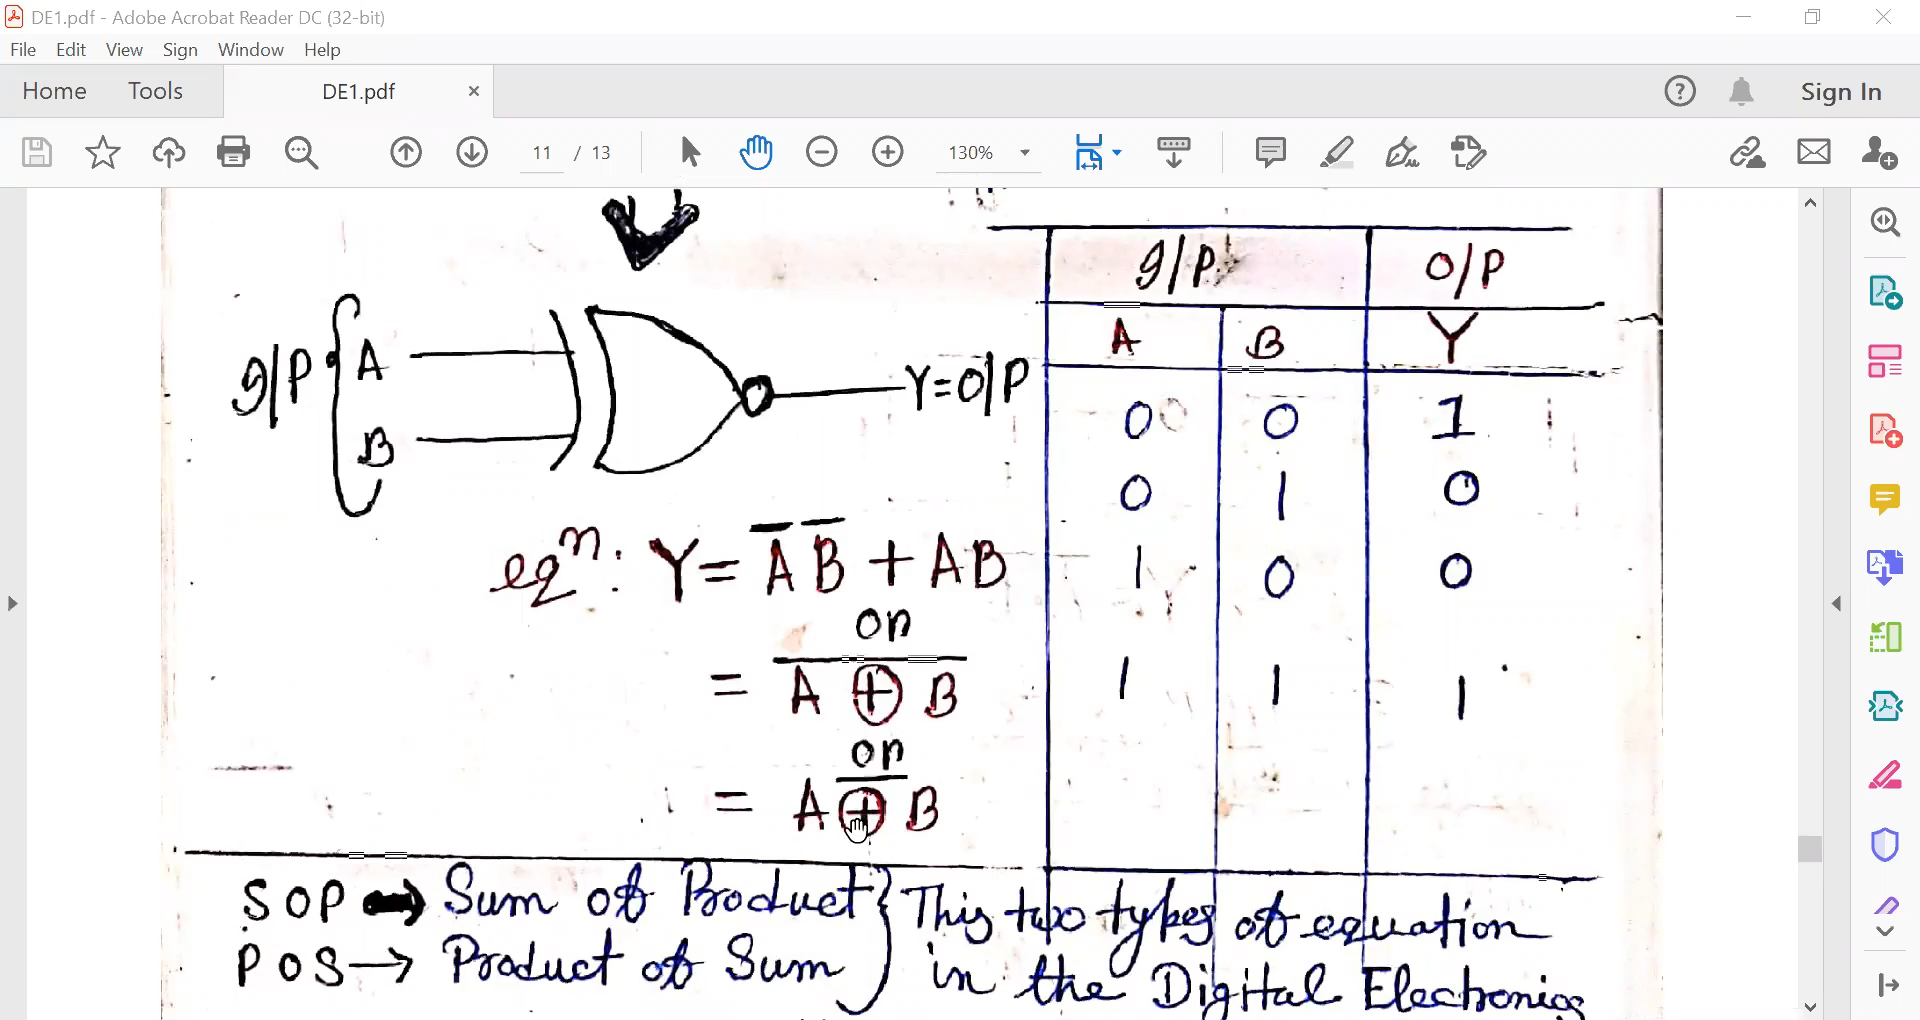 DE1.pdf - Adobe Acrobat Reader DC (32-bit)
File Edit View Sign Window Help
Home Tools DE1.pdf × ? Sign In
11 / 13 130%
I/P O/P
A B Y
I/P { A
B
Y=O/P
0 0 1
0 1 0
1 0 0
1 1 1
eqⁿ: Y = A̅ B̅ + AB
or
= \overline{A ⊕ B}
or
= A \overline{⊕} B
SOP → Sum of Product } This two types of equation
POS → Product of Sum } in the Digital Electronics